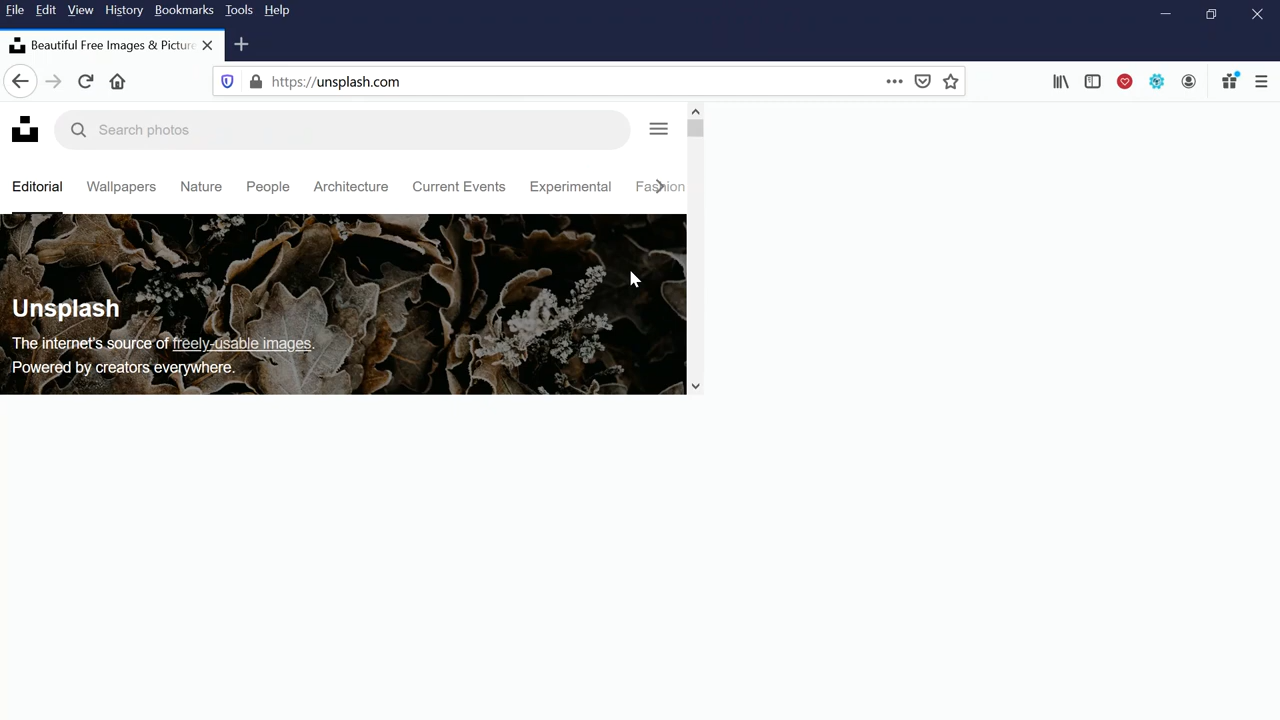 File Edit View History Bookmarks Tools Help
Beautiful Free Images & Picture
https://unsplash.com
Search photos
Editorial Wallpapers Nature People Architecture Current Events Experimental Fashion
Unsplash
The internet's source of freely-usable images.
Powered by creators everywhere.